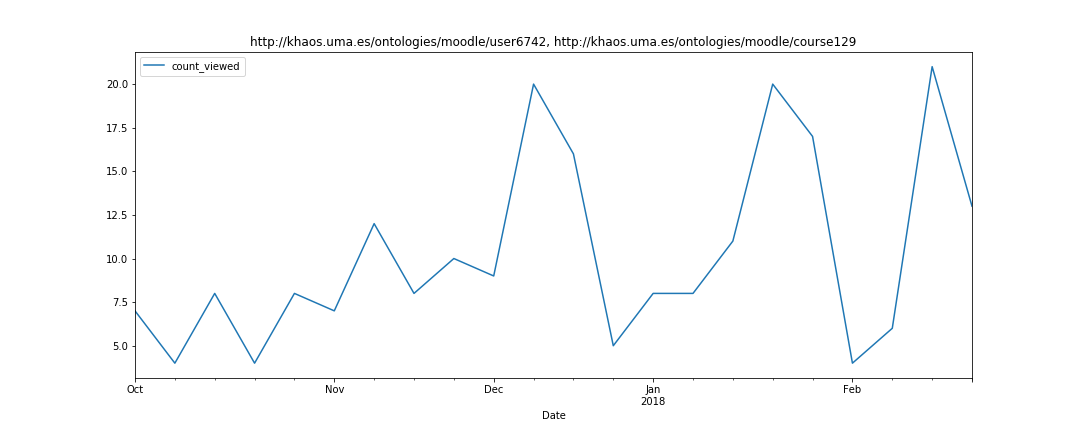 http://khaos.uma.es/ontologies/moodle/user6742, http://khaos.uma.es/ontologies/moodle/course129
count_viewed
20.0
17.5
15.0
12.5
10.0
7.5
5.0
Oct Nov Dec Jan Feb
2018
Date